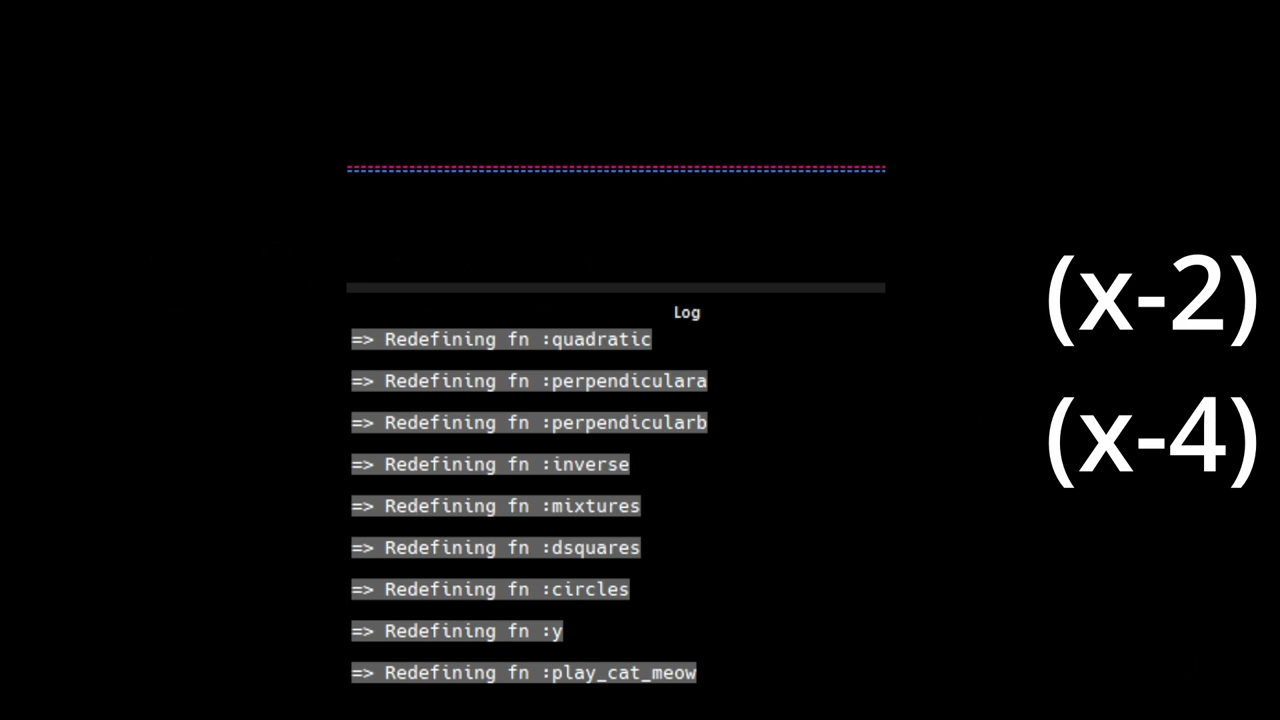 (x-2)
(x-4)
Log
=> Redefining fn :quadratic
=> Redefining fn :perpendiculara
=> Redefining fn :perpendicularb
=> Redefining fn :inverse
=> Redefining fn :mixtures
=> Redefining fn :dsquares
=> Redefining fn :circles
=> Redefining fn :y
=> Redefining fn :play_cat_meow